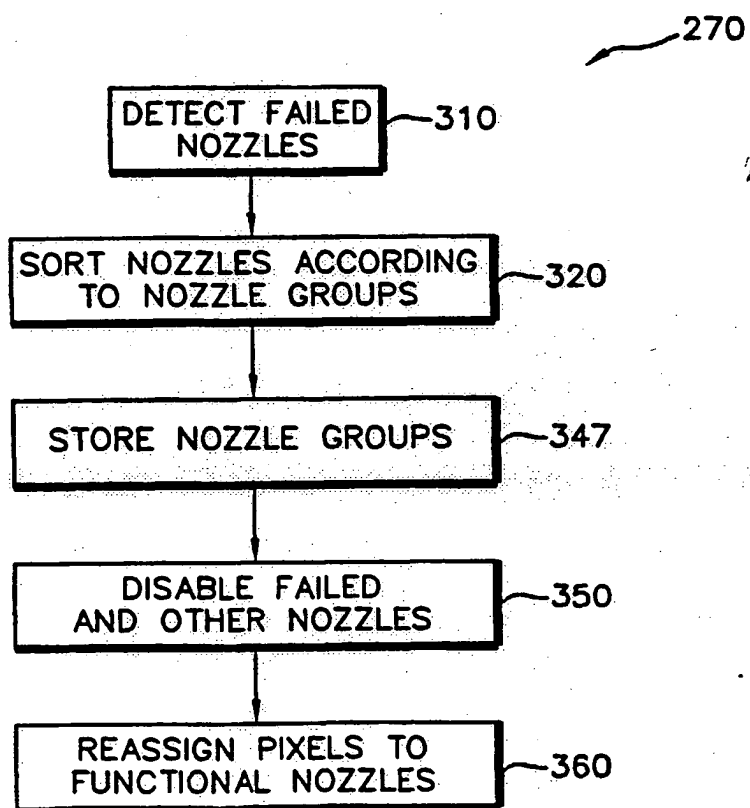 270
DETECT FAILED
NOZZLES
310
SORT NOZZLES ACCORDING
TO NOZZLE GROUPS
320
STORE NOZZLE GROUPS
347
DISABLE FAILED
AND OTHER NOZZLES
350
REASSIGN PIXELS TO
FUNCTIONAL NOZZLES
360